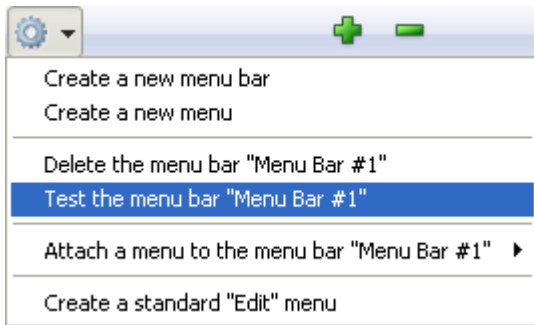 Create a new menu bar
Create a new menu
Delete the menu bar "Menu Bar #1"
Test the menu bar "Menu Bar #1"
Attach a menu to the menu bar "Menu Bar #1"
Create a standard "Edit" menu